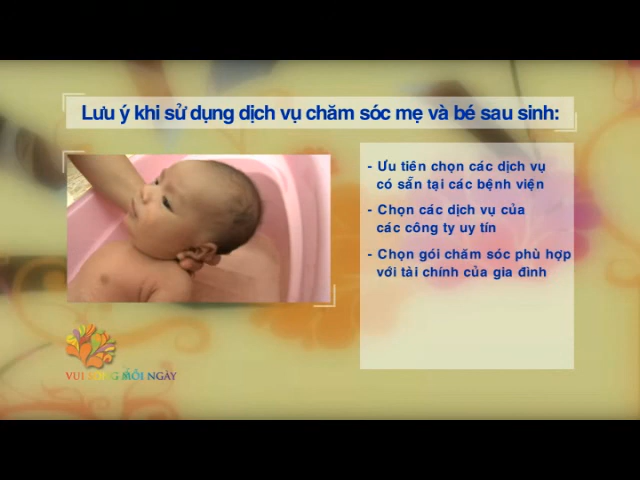 Lưu ý khi sử dụng dịch vụ chăm sóc mẹ và bé sau sinh:
- Ưu tiên chọn các dịch vụ
có sẵn tại các bệnh viện
- Chọn các dịch vụ của
các công ty uy tín
- Chọn gói chăm sóc phù hợp
với tài chính của gia đình
VUI SỐNG MỖI NGÀY